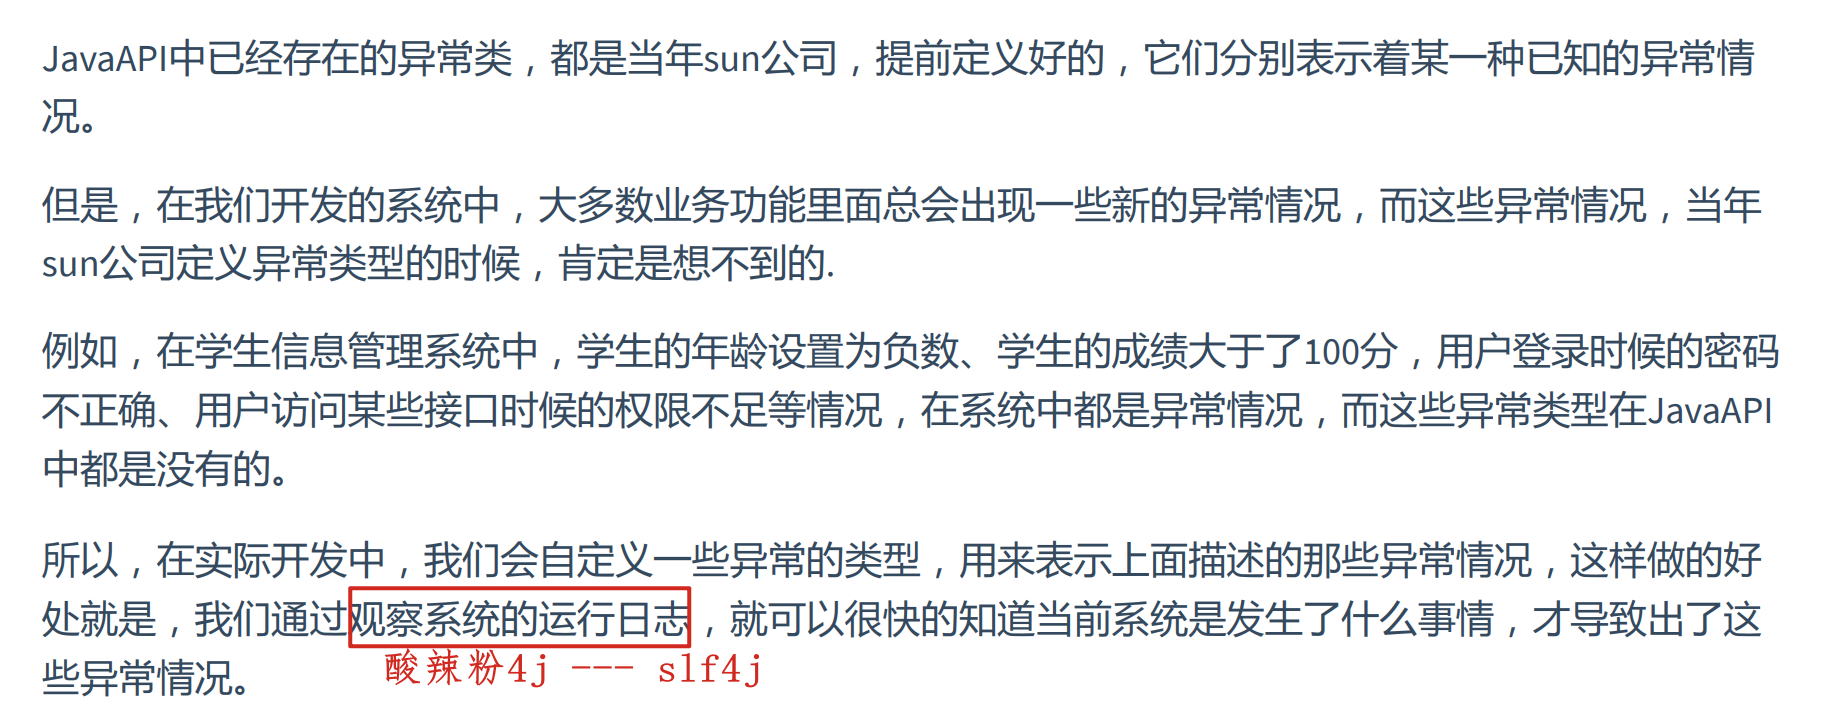 JavaAPI中已经存在的异常类，都是当年sun公司，提前定义好的，它们分别表示着某一种已知的异常情
况。
但是，在我们开发的系统中，大多数业务功能里面总会出现一些新的异常情况，而这些异常情况，当年
sun公司定义异常类型的时候，肯定是想不到的.
例如，在学生信息管理系统中，学生的年龄设置为负数、学生的成绩大于了100分，用户登录时候的密码
不正确、用户访问某些接口时候的权限不足等情况，在系统中都是异常情况，而这些异常类型在JavaAPI
中都是没有的。
所以，在实际开发中，我们会自定义一些异常的类型，用来表示上面描述的那些异常情况，这样做的好
处就是，我们通过观察系统的运行日志，就可以很快的知道当前系统是发生了什么事情，才导致出了这
些异常情况。
酸辣粉4j --- slf4j